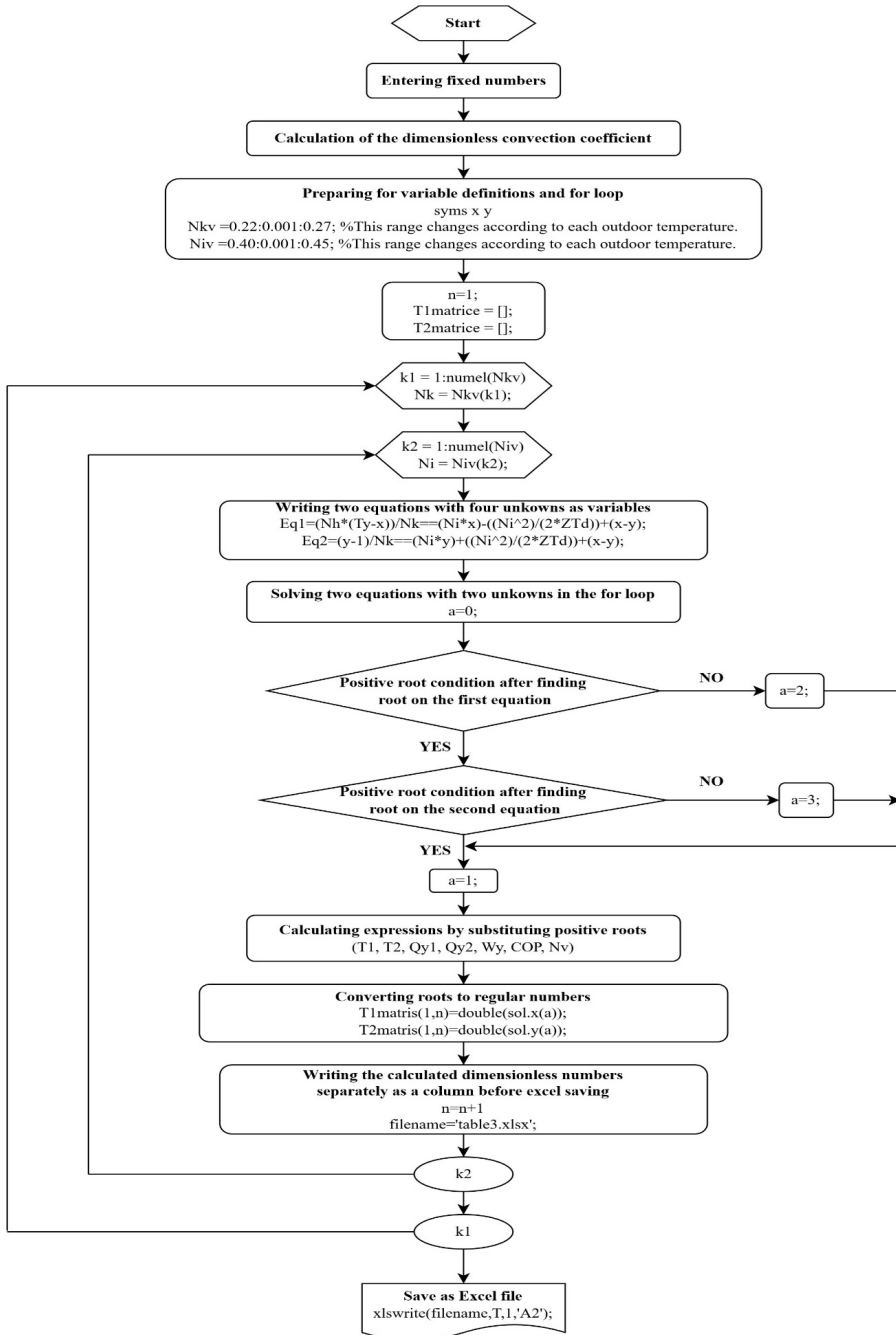 Start
Entering fixed numbers
Calculation of the dimensionless convection coefficient
Preparing for variable definitions and for loop
syms x y
Nkv =0.22:0.001:0.27; %This range changes according to each outdoor temperature.
Niv =0.40:0.001:0.45; %This range changes according to each outdoor temperature.
n=1;
T1matrice = [];
T2matrice = [];
k1 = 1:numel(Nkv)
Nk = Nkv(k1);
k2 = 1:numel(Niv)
Ni = Niv(k2);
Writing two equations with four unkowns as variables
Eq1=(Nh*(Ty-x))/Nk==(Ni*x)-((Ni^2)/(2*ZTd))+(x-y);
Eq2=(y-1)/Nk==(Ni*y)+((Ni^2)/(2*ZTd))+(x-y);
Solving two equations with two unkowns in the for loop
a=0;
Positive root condition after finding
root on the first equation
NO
a=2;
YES
Positive root condition after finding
root on the second equation
NO
a=3;
YES
a=1;
Calculating expressions by substituting positive roots
(T1, T2, Qy1, Qy2, Wy, COP, Nv)
Converting roots to regular numbers
T1matris(1,n)=double(sol.x(a));
T2matris(1,n)=double(sol.y(a));
Writing the calculated dimensionless numbers
separately as a column before excel saving
n=n+1
filename='table3.xlsx';
k2
k1
Save as Excel file
xlswrite(filename,T,1,'A2');